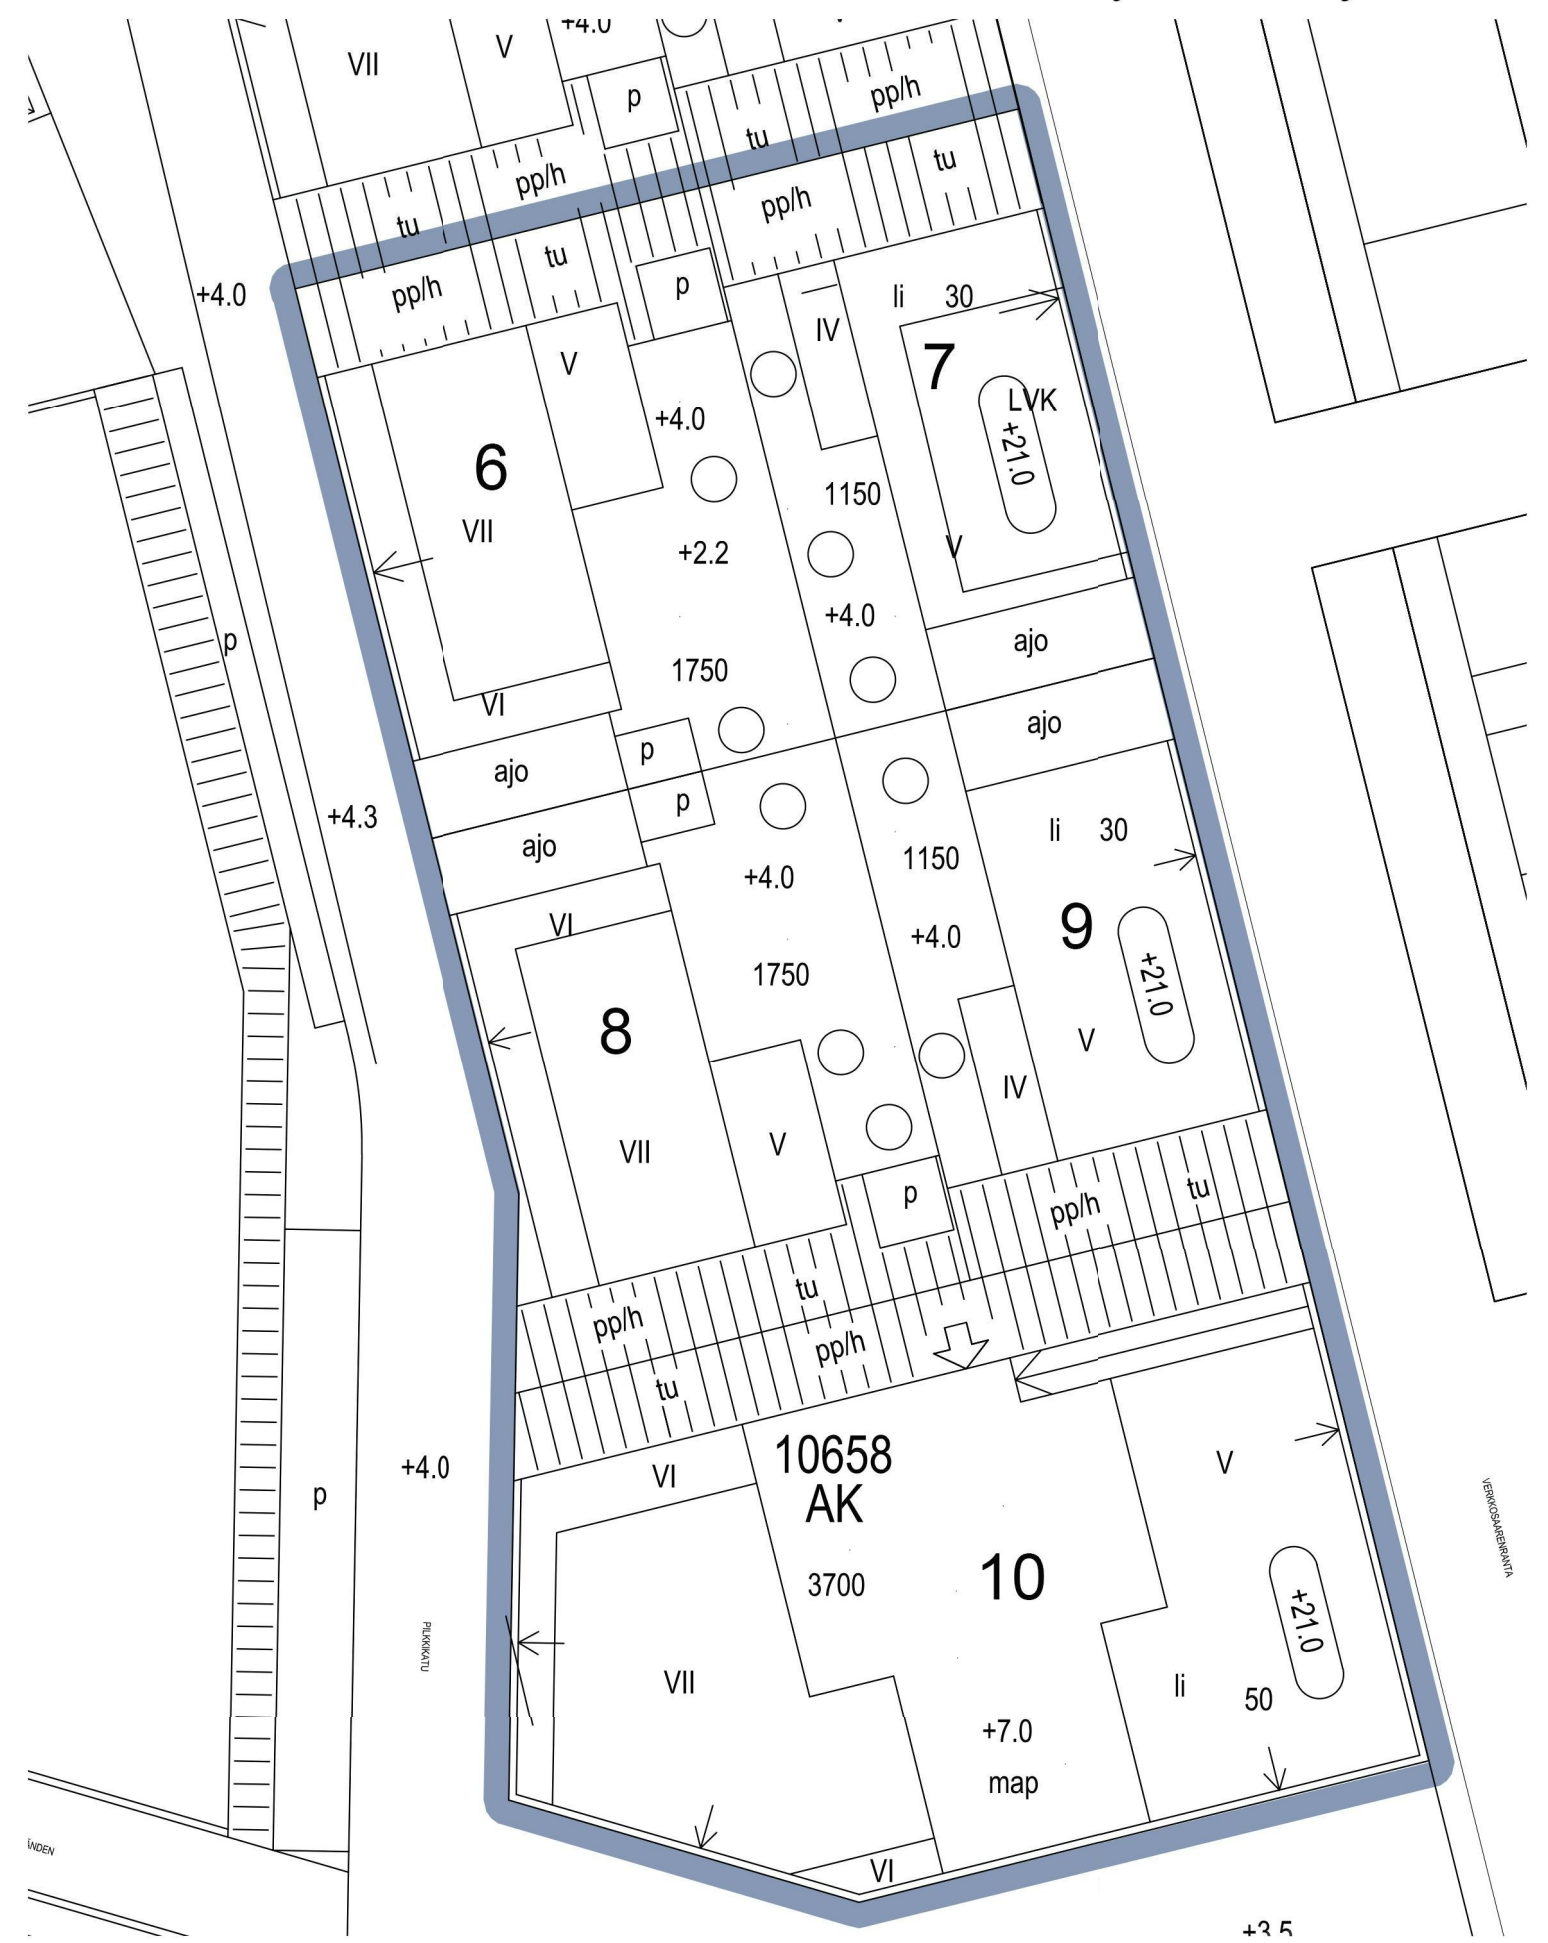 +4.0
V
VII
p
pp/h
tu
tu
pp/h
pp/h
tu
tu
pp/h
p
+4.0
li 30
IV
V
7
LVK
+21.0
+4.0
6
1150
VII
V
+2.2
+4.0
p
ajo
1750
VI
ajo
p
ajo
p
+4.3
ajo
li 30
1150
+4.0
VI
9
+4.0
1750
+21.0
8
V
IV
VII
V
p
tu
pp/h
tu
pp/h
pp/h
tu
10658
AK
V
+4.0
VI
p
VERKKOSAARENRANTA
10
3700
+21.0
PILKKIKATU
VII
li
50
+7.0
map
ÄNDEN
VI
+3.5